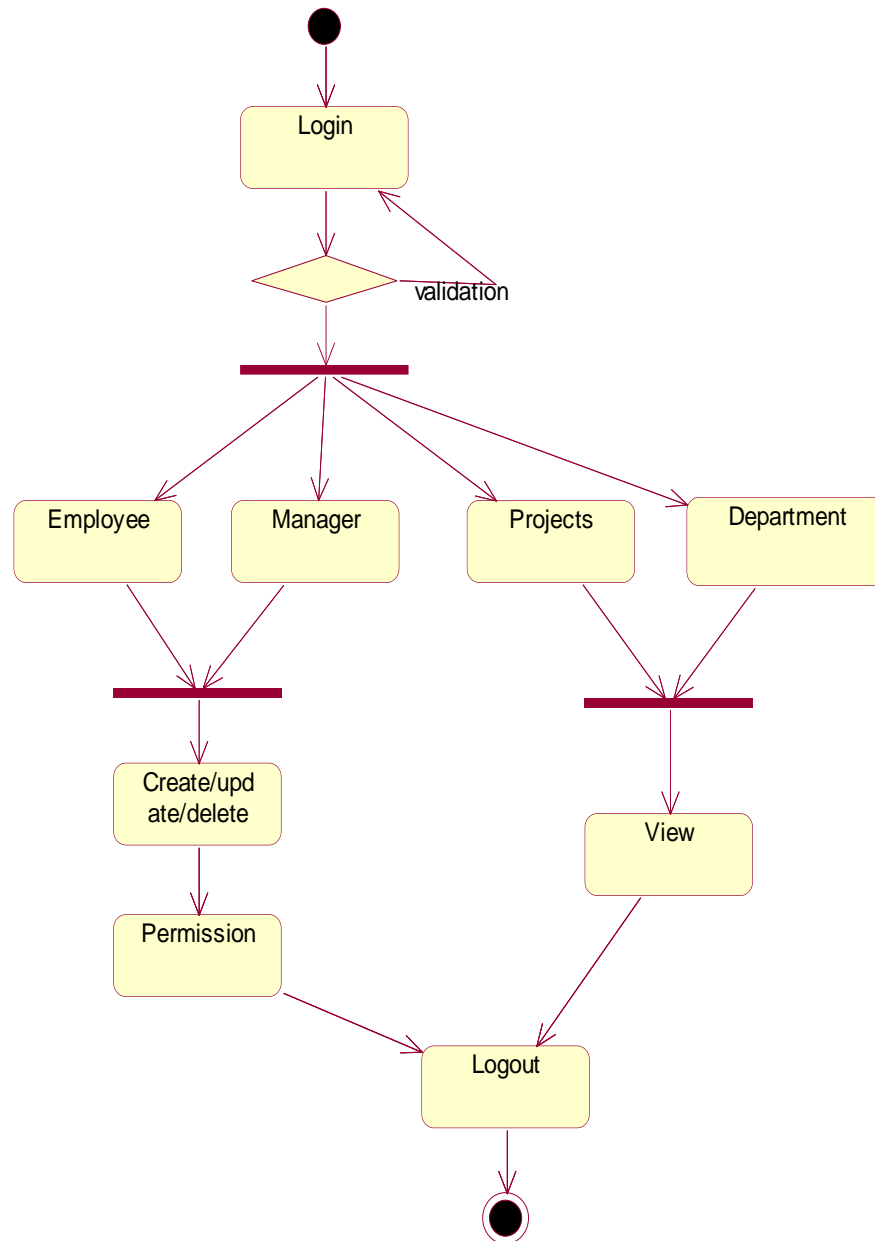 Login
validation
Employee
Manager
Projects
Department
Create/upd
ate/delete
View
Permission
Logout